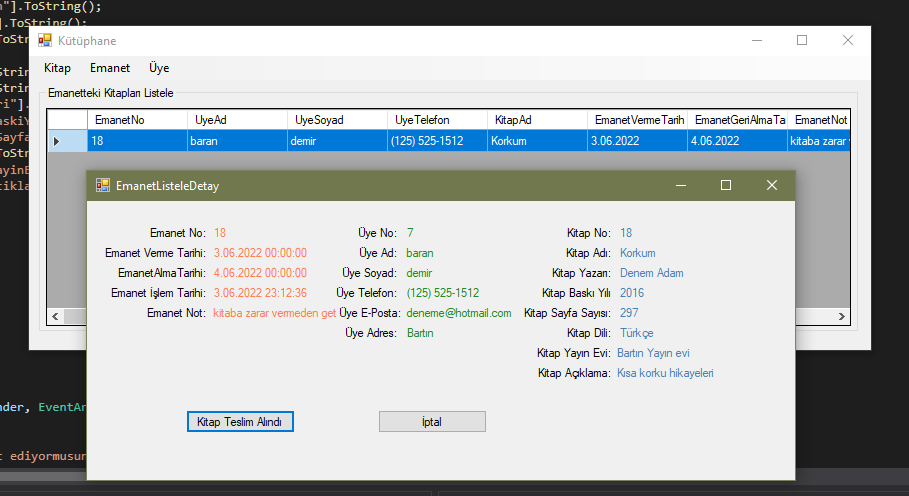 n"].ToString();
].ToString();
ToStr
Kütüphane
Kitap Emanet Üye
String
Strin
ri"].
Emanetteki Kitapları Listele
EmanetNo UyeAd UyeSoyad UyeTelefon KitapAd EmanetVermeTarih EmanetGeriAlmaTa EmanetNot
18 baran demir (125) 525-1512 Korkum 3.06.2022 4.06.2022 kitaba zarar
askiY
Sayfa
ToStr
ayinE
tikla
EmanetListeleDetay
Emanet No: 18 Üye No: 7 Kitap No: 18
Emanet Verme Tarihi: 3.06.2022 00:00:00 Üye Ad: baran Kitap Adı: Korkum
EmanetAlmaTarihi: 4.06.2022 00:00:00 Üye Soyad: demir Kitap Yazarı: Denem Adam
Emanet İşlem Tarihi: 3.06.2022 23:12:36 Üye Telefon: (125) 525-1512 Kitap Baskı Yılı 2016
Emanet Not: kitaba zarar vermeden get Üye E-Posta: deneme@hotmail.com Kitap Sayfa Sayısı: 297
Üye Adres: Bartın Kitap Dili: Türkçe
Kitap Yayın Evi: Bartın Yayın evi
Kitap Açıklama: Kısa korku hikayeleri
nder, EventAr
Kitap Teslim Alındı İptal
t ediyormusun